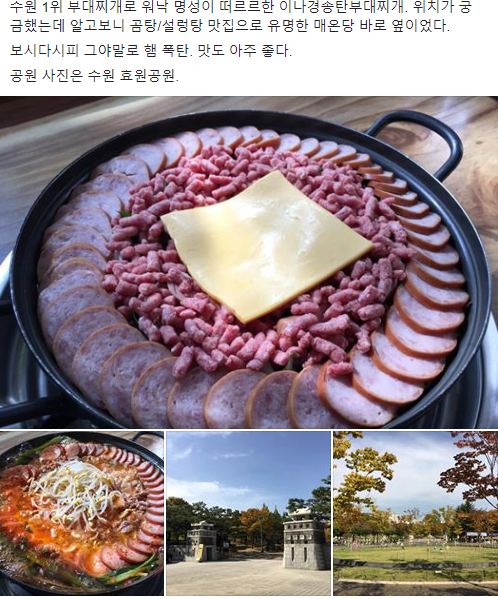 수원 1위 부대찌개로 워낙 명성이 떠르르한 이나경송탄부대찌개. 위치가 궁
금했는데 알고보니 곰탕/설렁탕 맛집으로 유명한 매온당 바로 옆이었다.
보시다시피 그야말로 햄 폭탄. 맛도 아주 좋다.
공원 사진은 수원 효원공원.